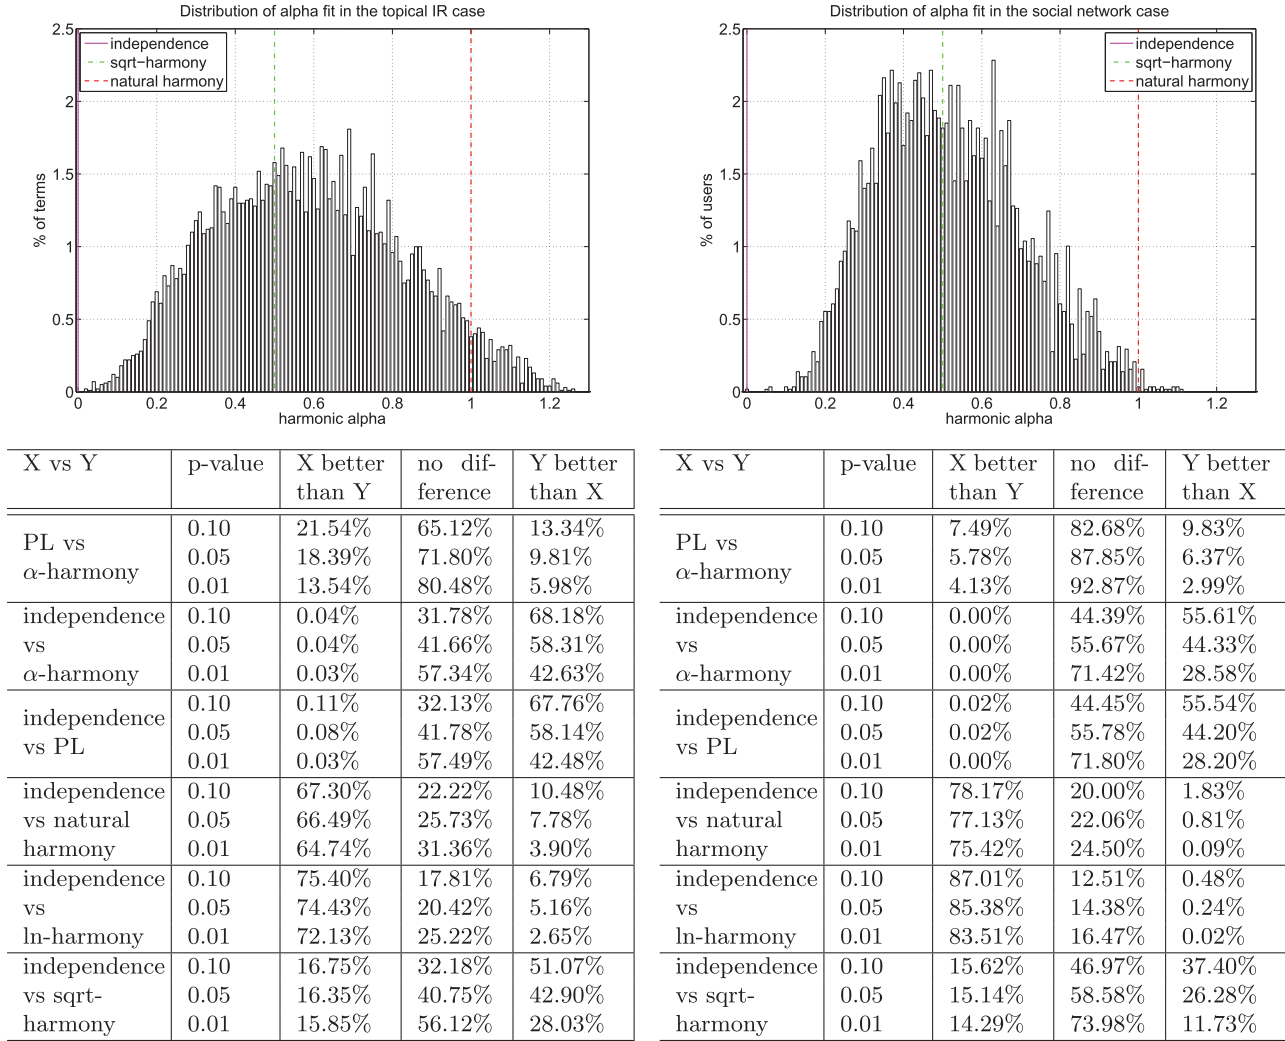 Distribution of alpha fit in the topical IR case
2.5
2
1.5
1
0.5
0
% of terms
independence
sqrt−harmony
natural harmony
0
0.2
0.4
0.6
0.8
1
1.2
harmonic alpha
Distribution of alpha fit in the social network case
2.5
2
1.5
1
0.5
0
% of users
independence
sqrt−harmony
natural harmony
0
0.2
0.4
0.6
0.8
1
1.2
harmonic alpha
X vs Y p-value X better no dif- Y better
than Y ference than X
PL vs
α-harmony
0.10 21.54% 65.12% 13.34%
0.05 18.39% 71.80% 9.81%
0.01 13.54% 80.48% 5.98%
independence 0.10 0.04% 31.78% 68.18%
vs 0.05 0.04% 41.66% 58.31%
α-harmony 0.01 0.03% 57.34% 42.63%
independence
vs PL
0.10 0.11% 32.13% 67.76%
0.05 0.08% 41.78% 58.14%
0.01 0.03% 57.49% 42.48%
independence 0.10 67.30% 22.22% 10.48%
vs natural 0.05 66.49% 25.73% 7.78%
harmony 0.01 64.74% 31.36% 3.90%
independence 0.10 75.40% 17.81% 6.79%
vs 0.05 74.43% 20.42% 5.16%
ln-harmony 0.01 72.13% 25.22% 2.65%
independence 0.10 16.75% 32.18% 51.07%
vs sqrt- 0.05 16.35% 40.75% 42.90%
harmony 0.01 15.85% 56.12% 28.03%
X vs Y p-value X better no dif- Y better
than Y ference than X
PL vs
α-harmony
0.10 7.49% 82.68% 9.83%
0.05 5.78% 87.85% 6.37%
0.01 4.13% 92.87% 2.99%
independence 0.10 0.00% 44.39% 55.61%
vs 0.05 0.00% 55.67% 44.33%
α-harmony 0.01 0.00% 71.42% 28.58%
independence
vs PL
0.10 0.02% 44.45% 55.54%
0.05 0.02% 55.78% 44.20%
0.01 0.00% 71.80% 28.20%
independence 0.10 78.17% 20.00% 1.83%
vs natural 0.05 77.13% 22.06% 0.81%
harmony 0.01 75.42% 24.50% 0.09%
independence 0.10 87.01% 12.51% 0.48%
vs 0.05 85.38% 14.38% 0.24%
ln-harmony 0.01 83.51% 16.47% 0.02%
independence 0.10 15.62% 46.97% 37.40%
vs sqrt- 0.05 15.14% 58.58% 26.28%
harmony 0.01 14.29% 73.98% 11.73%